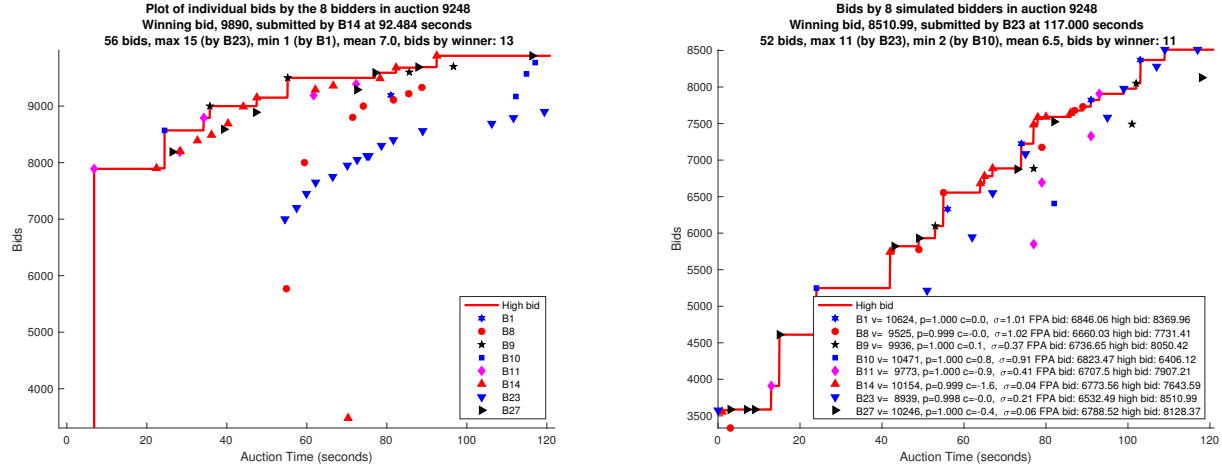 Plot of individual bids by the 8 bidders in auction 9248
Winning bid, 9890, submitted by B14 at 92.484 seconds
56 bids, max 15 (by B23), min 1 (by B1), mean 7.0, bids by winner: 13
9000
8000
7000
6000
5000
4000
Bids
0
20
40
60
80
100
120
Auction Time (seconds)
High bid
B1
B8
B9
B10
B11
B14
B23
B27
Bids by 8 simulated bidders in auction 9248
Winning bid, 8510.99, submitted by B23 at 117.000 seconds
52 bids, max 11 (by B23), min 2 (by B10), mean 6.5, bids by winner: 11
8500
8000
7500
7000
6500
6000
5500
5000
4500
4000
3500
Bids
0
20
40
60
80
100
120
Auction Time (seconds)
High bid
B1 v= 10624, p=1.000 c=0.0, σ=1.01 FPA bid: 6846.06 high bid: 8369.96
B8 v= 9525, p=0.999 c=-0.0, σ=1.02 FPA bid: 6660.03 high bid: 7731.41
B9 v= 9936, p=1.000 c=0.1, σ=0.37 FPA bid: 6736.65 high bid: 8050.42
B10 v= 10471, p=1.000 c=0.8, σ=0.91 FPA bid: 6823.47 high bid: 6406.12
B11 v= 9773, p=1.000 c=-0.9, σ=0.41 FPA bid: 6707.5 high bid: 7907.21
B14 v= 10154, p=0.999 c=-1.6, σ=0.04 FPA bid: 6773.56 high bid: 7643.59
B23 v= 8939, p=0.998 c=-0.0, σ=0.21 FPA bid: 6532.49 high bid: 8510.99
B27 v= 10246, p=1.000 c=-0.4, σ=0.06 FPA bid: 6788.52 high bid: 8128.37